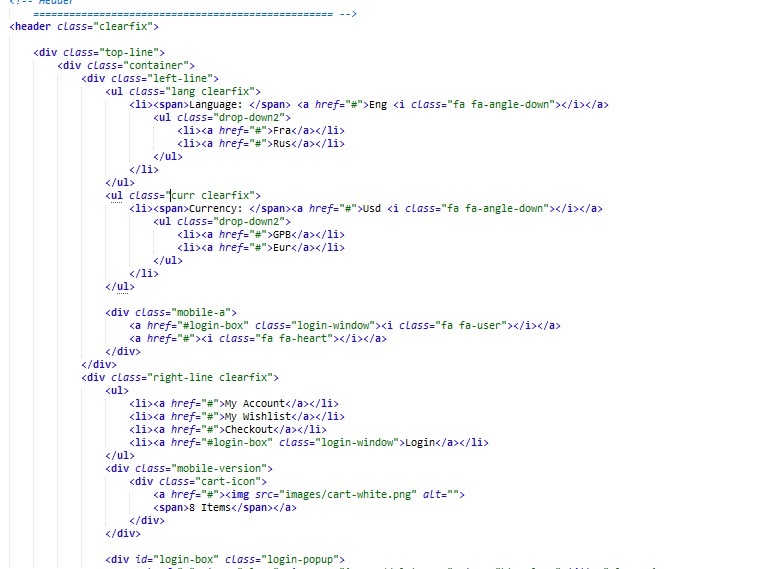 <!-- Header
================================================== -->
<header class="clearfix">
<div class="top-line">
<div class="container">
<div class="left-line">
<ul class="lang clearfix">
<li><span>Language: </span> <a href="#">Eng <i class="fa fa-angle-down"></i></a>
<ul class="drop-down2">
<li><a href="#">Fra</a></li>
<li><a href="#">Rus</a></li>
</ul>
</li>
</ul>
<ul class="curr clearfix">
<li><span>Currency: </span><a href="#">Usd <i class="fa fa-angle-down"></i></a>
<ul class="drop-down2">
<li><a href="#">GPB</a></li>
<li><a href="#">Eur</a></li>
</ul>
</li>
</ul>
<div class="mobile-a">
<a href="#login-box" class="login-window"><i class="fa fa-user"></i></a>
<a href="#"><i class="fa fa-heart"></i></a>
</div>
</div>
<div class="right-line clearfix">
<ul>
<li><a href="#">My Account</a></li>
<li><a href="#">My Wishlist</a></li>
<li><a href="#">Checkout</a></li>
<li><a href="#login-box" class="login-window">Login</a></li>
</ul>
<div class="mobile-version">
<div class="cart-icon">
<a href="#"><img src="images/cart-white.png" alt="">
<span>8 Items</span></a>
</div>
</div>
<div id="login-box" class="login-popup">